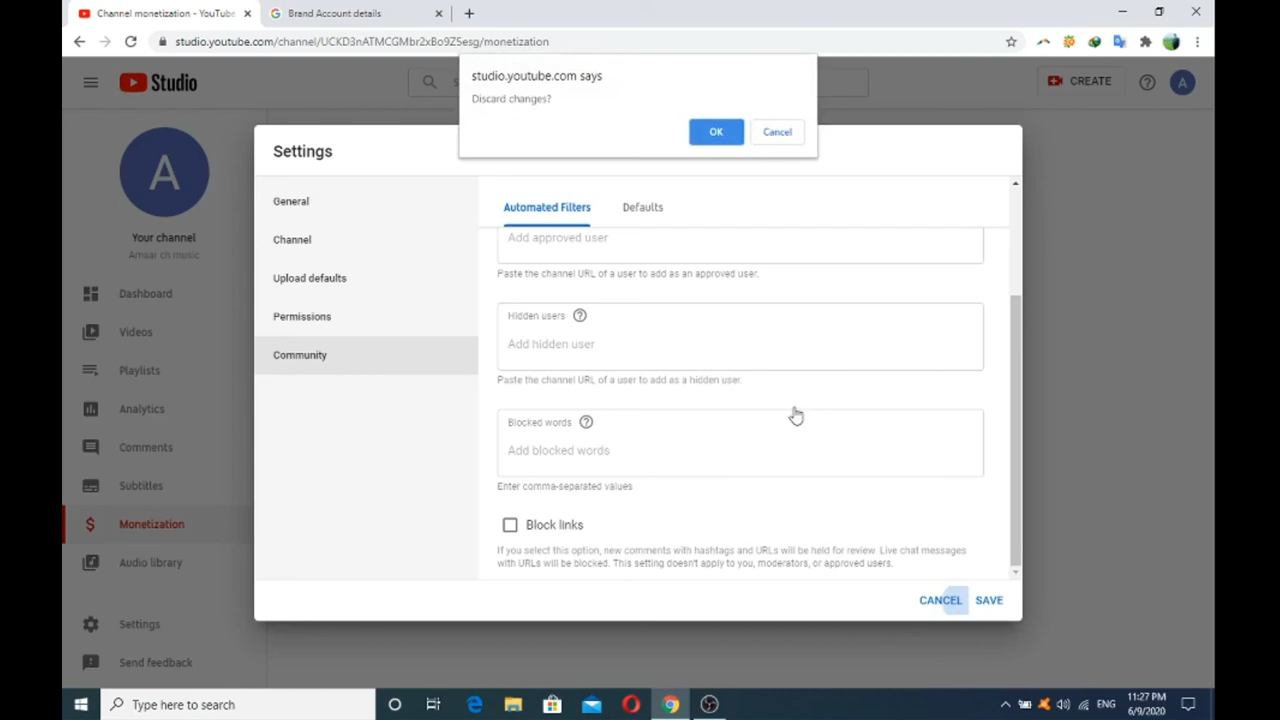 Channel monetization - YouTube
Brand Account details
studio.youtube.com/channel/UCKD3nATMCGMbr2xBo9Z5esg/monetization
studio.youtube.com says
Discard changes?
OK
Cancel
Studio
CREATE
A
A
Your channel
Amaar ch music
Dashboard
Videos
Playlists
Analytics
Comments
Subtitles
Monetization
Audio library
Settings
Send feedback
Settings
General
Channel
Upload defaults
Permissions
Community
Automated Filters
Defaults
Add approved user
Paste the channel URL of a user to add as an approved user.
Hidden users
Add hidden user
Paste the channel URL of a user to add as a hidden user.
Blocked words
Add blocked words
Enter comma-separated values
Block links
If you select this option, new comments with hashtags and URLs will be held for review. Live chat messages
with URLs will be blocked. This setting doesn't apply to you, moderators, or approved users.
CANCEL
SAVE
Type here to search
ENG
11:27 PM
6/9/2020